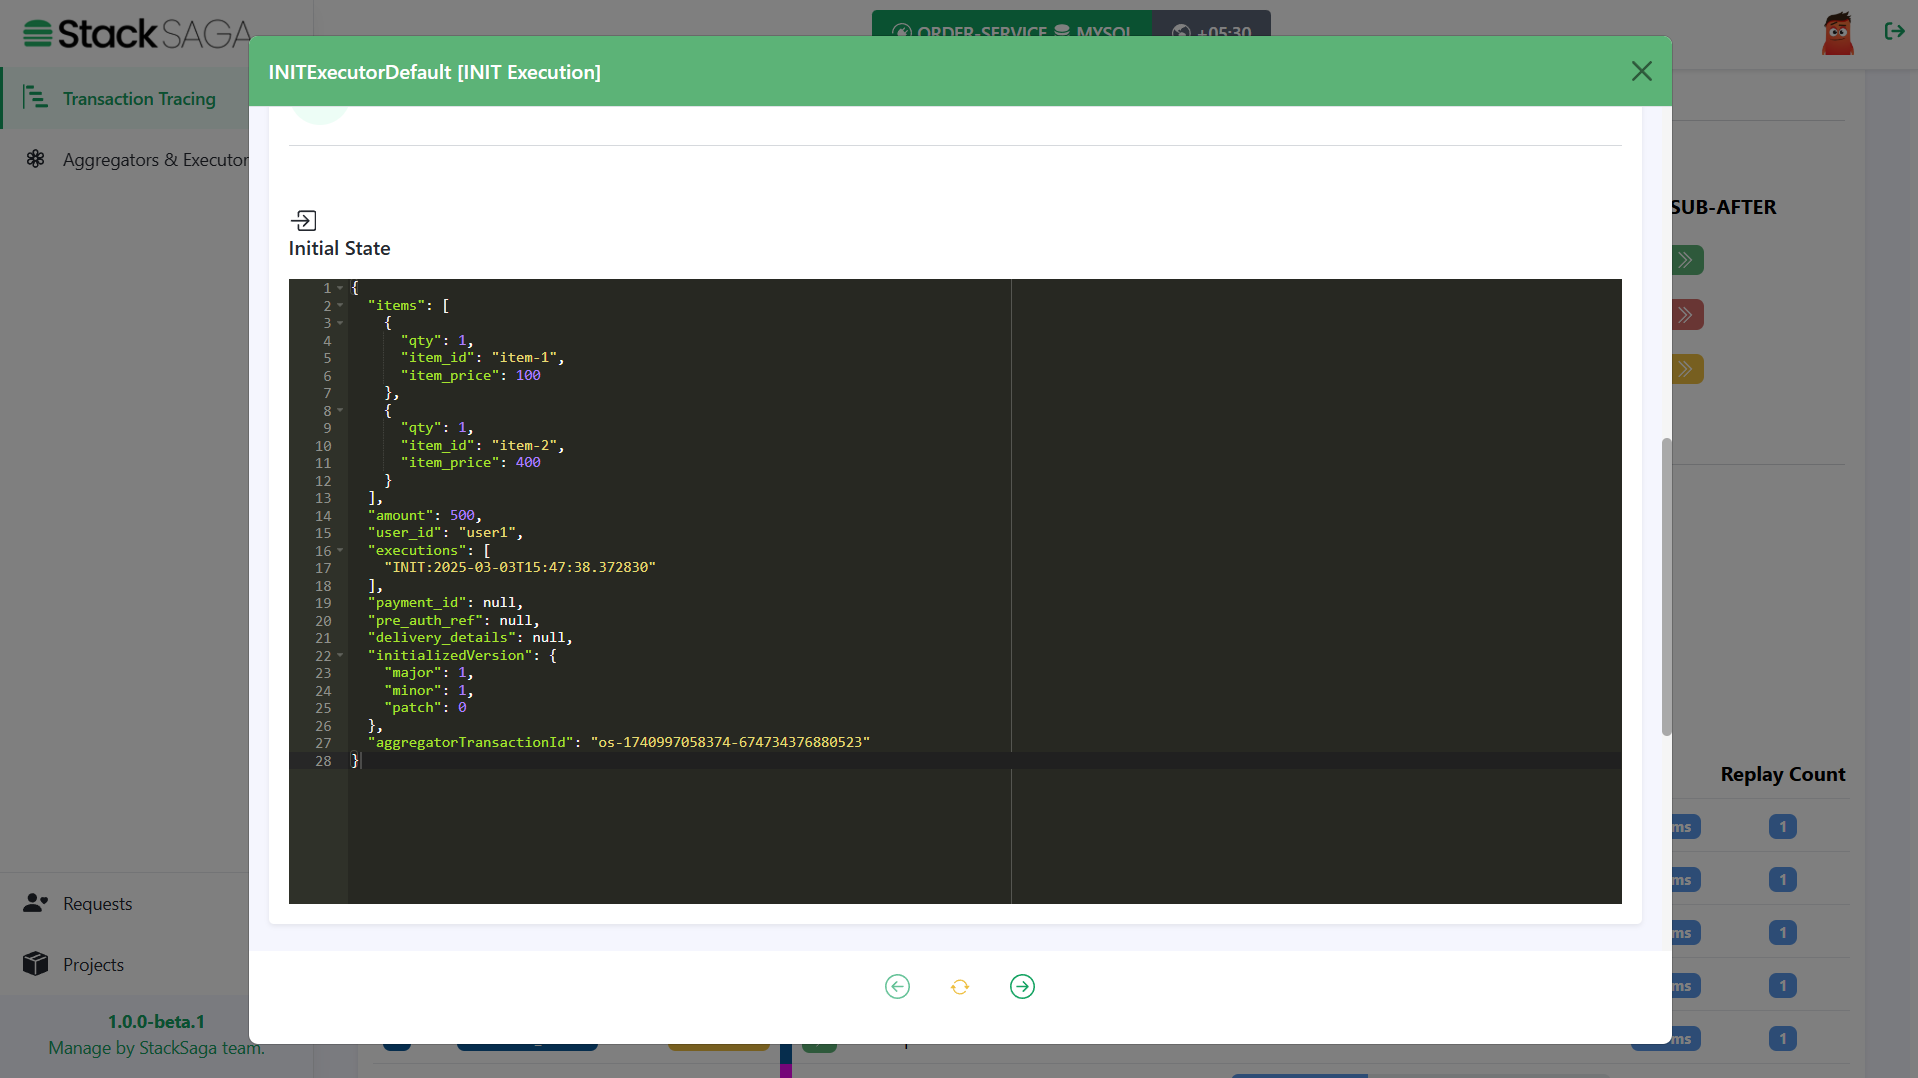 StackSAGA
ORDER-SERVICE MYSQL
+05:30
Transaction Tracing
Aggregators & Executor
INITExecutorDefault [INIT Execution]
SUB-AFTER
Initial State
1 {
2 "items": [
3 {
4 "qty": 1,
5 "item_id": "item-1",
6 "item_price": 100
7 },
8 {
9 "qty": 1,
10 "item_id": "item-2",
11 "item_price": 400
12 }
13 ],
14 "amount": 500,
15 "user_id": "user1",
16 "executions": [
17 "INIT:2025-03-03T15:47:38.372830"
18 ],
19 "payment_id": null,
20 "pre_auth_ref": null,
21 "delivery_details": null,
22 "initializedVersion": {
23 "major": 1,
24 "minor": 1,
25 "patch": 0
26 },
27 "aggregatorTransactionId": "os-1740997058374-674734376880523"
28 }
Replay Count
ms 1
ms 1
ms 1
ms 1
ms 1
Requests
Projects
1.0.0-beta.1
Manage by StackSaga team.